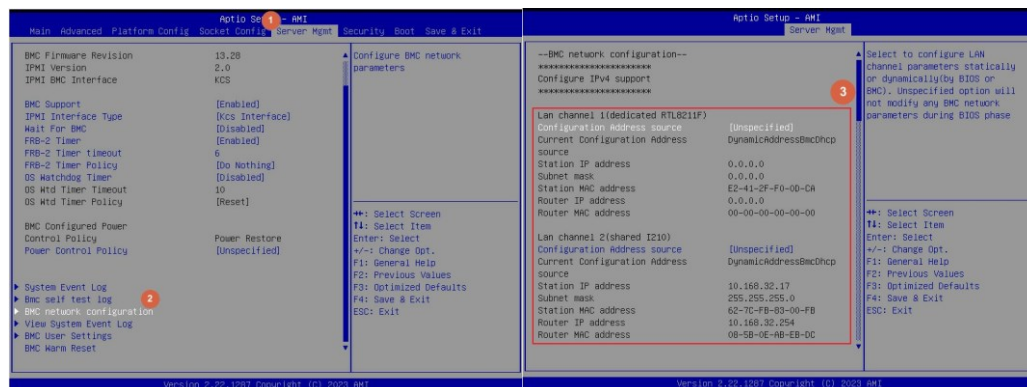 Aptio Setup - AMI
Main Advanced Platform Config Socket Config Server Mgmt Security Boot Save & Exit
1
BMC Firmware Revision 13.28
IPMI Version 2.0
IPMI BMC Interface KCS
BMC Support [Enabled]
IPMI Interface Type [Kcs Interface]
Wait For BMC [Disabled]
FRB-2 Timer [Enabled]
FRB-2 Timer timeout 6
FRB-2 Timer Policy [Do Nothing]
OS Watchdog Timer [Disabled]
OS Wtd Timer Timeout 10
OS Wtd Timer Policy [Reset]
BMC Configured Power
Control Policy Power Restore
Power Control Policy [Unspecified]
System Event Log
Bmc self test log
2
BMC network configuration
View System Event Log
BMC User Settings
BMC Warm Reset
Configure BMC network
parameters
→←: Select Screen
↑↓: Select Item
Enter: Select
+/-: Change Opt.
F1: General Help
F2: Previous Values
F3: Optimized Defaults
F4: Save & Exit
ESC: Exit
Version 2.22.1287 Copyright (C) 2023 AMI
Aptio Setup - AMI
Server Mgmt
--BMC network configuration--
**********************
Configure IPv4 support
**********************
3
Lan channel 1(dedicated RTL8211F)
Configuration Address source [Unspecified]
Current Configuration Address DynamicAddressBmcDhcp
source
Station IP address 0.0.0.0
Subnet mask 0.0.0.0
Station MAC address E2-41-2F-F0-0D-CA
Router IP address 0.0.0.0
Router MAC address 00-00-00-00-00-00
Lan channel 2(shared I210)
Configuration Address source [Unspecified]
Current Configuration Address DynamicAddressBmcDhcp
source
Station IP address 10.168.32.17
Subnet mask 255.255.255.0
Station MAC address 62-7C-FB-83-00-FB
Router IP address 10.168.32.254
Router MAC address 08-5B-0E-AB-EB-DC
Select to configure LAN
channel parameters statically
or dynamically(by BIOS or
BMC). Unspecified option will
not modify any BMC network
parameters during BIOS phase
→←: Select Screen
↑↓: Select Item
Enter: Select
+/-: Change Opt.
F1: General Help
F2: Previous Values
F3: Optimized Defaults
F4: Save & Exit
ESC: Exit
Version 2.22.1287 Copyright (C) 2023 AMI